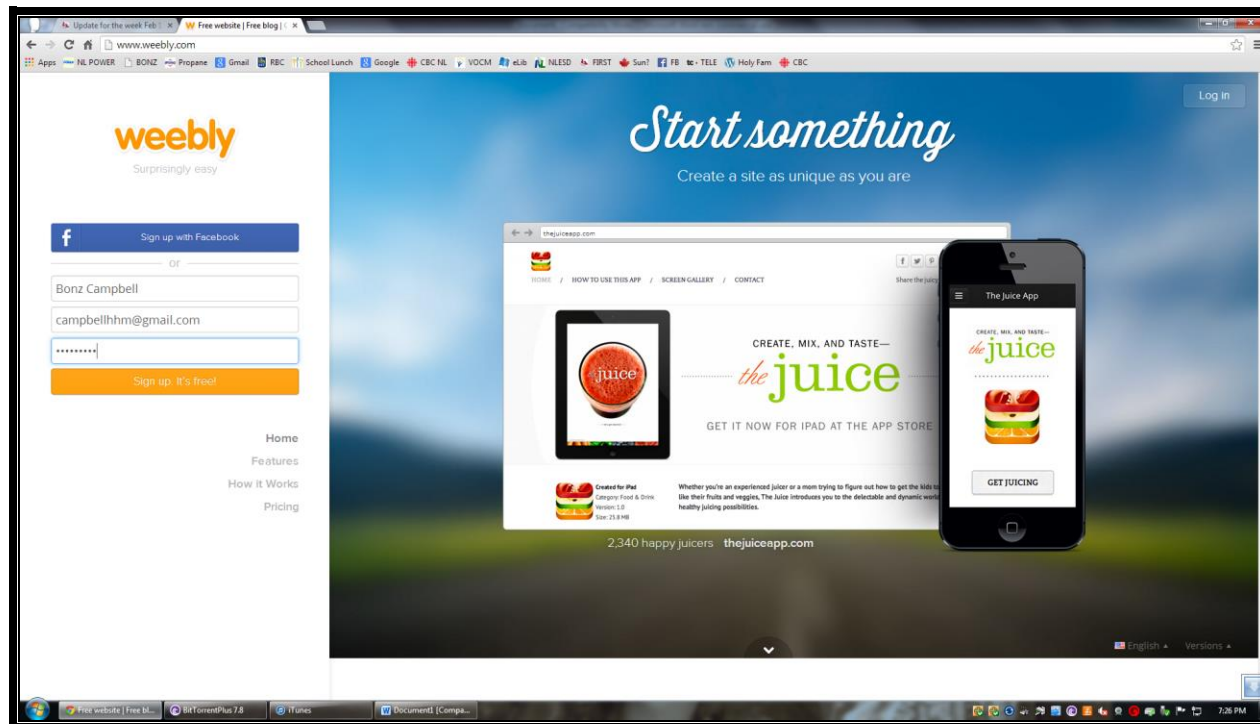 Update for the week Feb
Free website | Free blog | C
www.weebly.com
Apps NL POWER BONZ Propane Gmail RBC School Lunch Google CBC NL VOCM eLib NLESD FIRST Sun? FB TELE Holy Fam CBC
Log in
weebly
Surprisingly easy
Sign up with Facebook
or
Bonz Campbell
campbellhhm@gmail.com
Sign up. It's free!
Home
Features
How it Works
Pricing
Start something
Create a site as unique as you are
thejuiceapp.com
HOME / HOW TO USE THIS APP / SCREEN GALLERY / CONTACT
Share the juicy
juice
CREATE, MIX, AND TASTE—
the juice
GET IT NOW FOR IPAD AT THE APP STORE
Created for iPad
Category: Food & Drink
Version: 1.0
Size: 25.8 MB
Whether you're an experienced juicer or a mom trying to figure out how to get the kids to
like their fruits and veggies, The Juice introduces you to the delectable and dynamic world
healthy juicing possibilities.
The Juice App
CREATE, MIX, AND TASTE—
the juice
GET JUICING
2,340 happy juicers thejuiceapp.com
English Versions
Free website | Free bl... BitTorrentPlus 7.8 iTunes Document1 [Compa... 7:26 PM